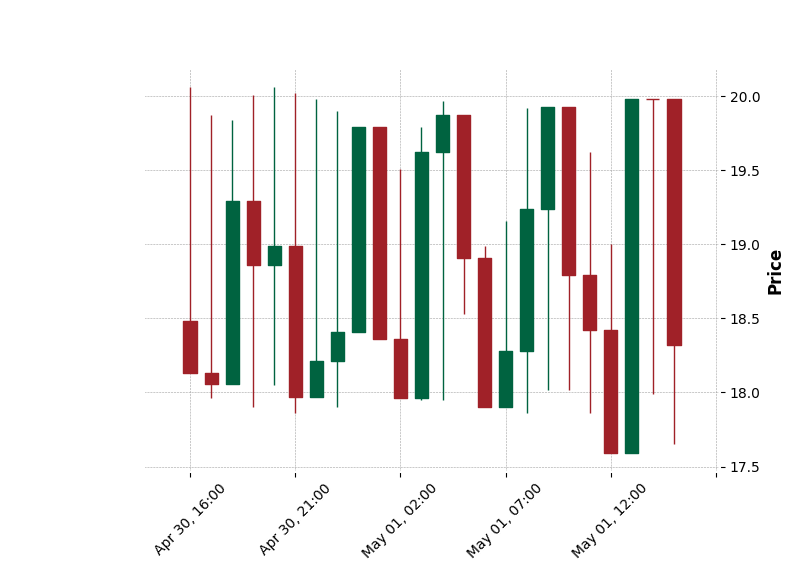 20.0
19.5
19.0
18.5
18.0
17.5
Price
Apr 30, 16:00
Apr 30, 21:00
May 01, 02:00
May 01, 07:00
May 01, 12:00